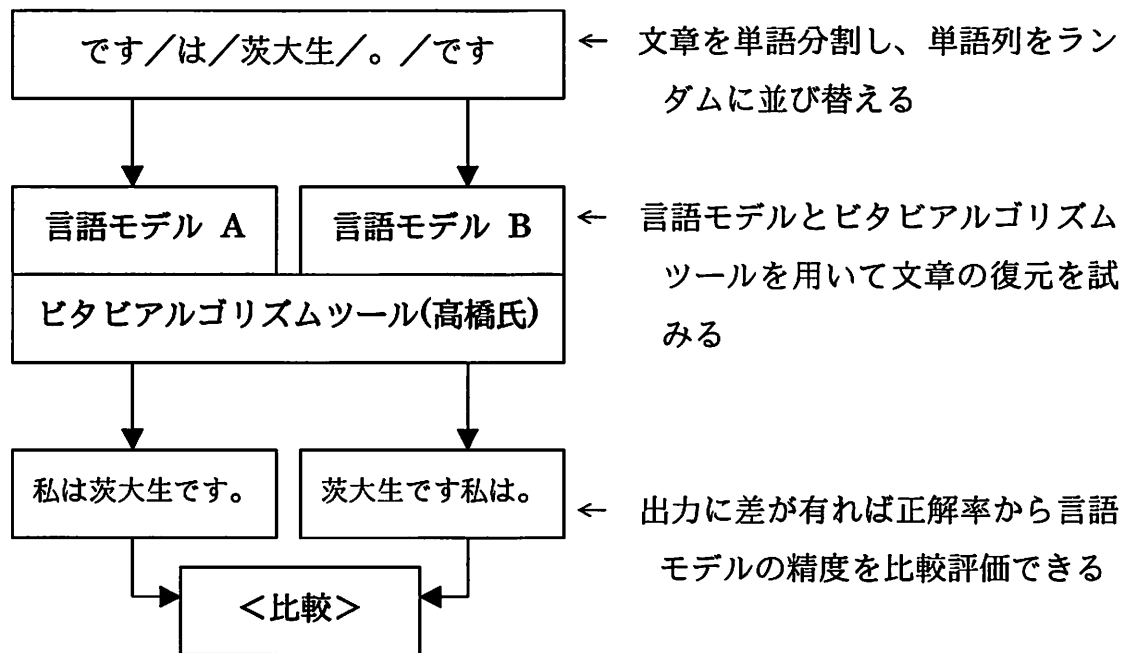 です／は／茨大生／。／です
← 文章を単語分割し、単語列をラン
ダムに並び替える
言語モデル A
言語モデル B
← 言語モデルとビタビアルゴリズム
ツールを用いて文章の復元を試
みる
ビタビアルゴリズムツール(高橋氏)
私は茨大生です。
茨大生です私は。
← 出力に差が有れば正解率から言語
モデルの精度を比較評価できる
＜比較＞